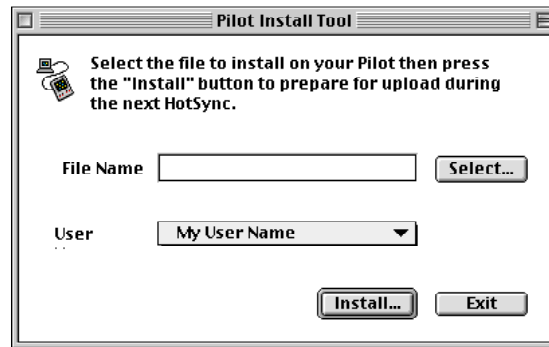 Pilot Install Tool
Select the file to install on your Pilot then press
the "Install" button to prepare for upload during
the next HotSync.
File Name
Select...
User
My User Name
Install...
Exit